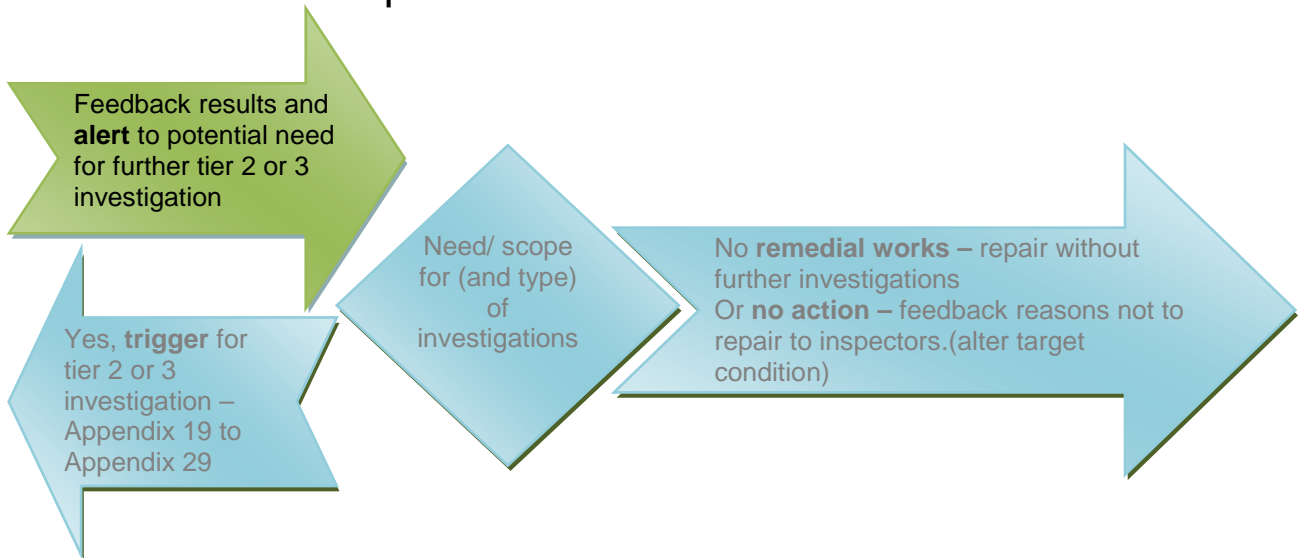 Feedback results and
alert to potential need
for further tier 2 or 3
investigation
Need/ scope
for (and type)
of
investigations
No remedial works – repair without
further investigations
Or no action – feedback reasons not to
repair to inspectors.(alter target
condition)
Yes, trigger for
tier 2 or 3
investigation –
Appendix 19 to
Appendix 29